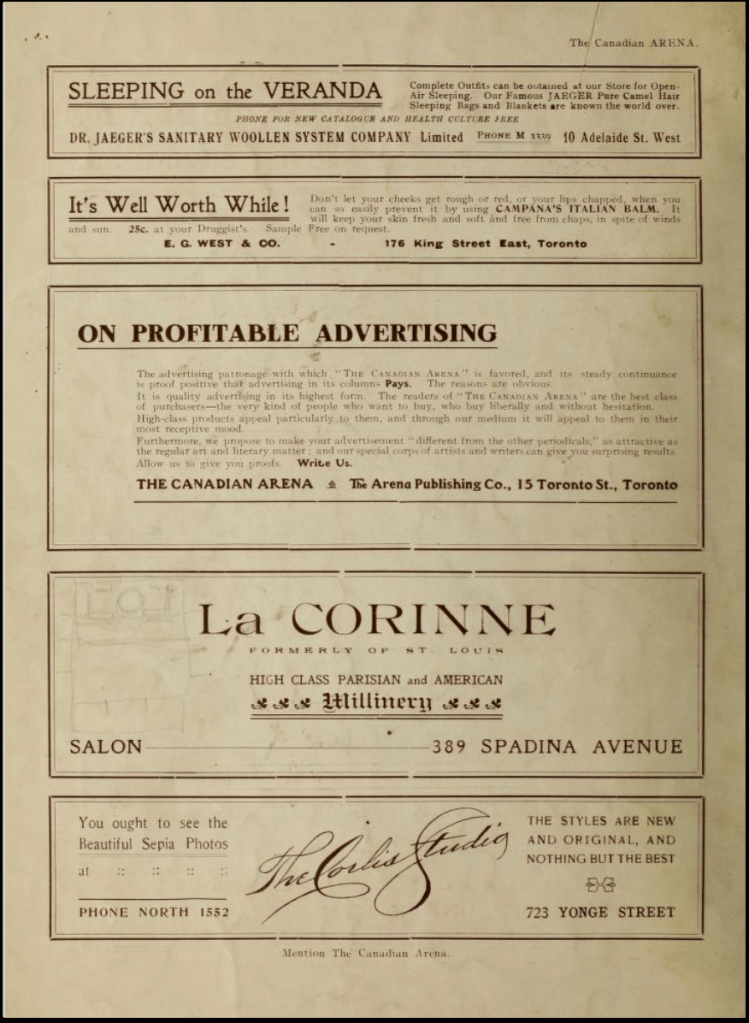 The Canadian ARENA.
SLEEPING on the VERANDA
Complete Outfits can be obtained at our Store for Open-
Air Sleeping. Our Famous JAEGER Pure Camel Hair
Sleeping Bags and Blankets are known the world over.
PHONE FOR NEW CATALOGUE AND HEALTH CULTURE FREE
DR. JAEGER'S SANITARY WOOLLEN SYSTEM COMPANY Limited PHONE M 3339 10 Adelaide St. West
It's Well Worth While!
Don't let your cheeks get rough or red, or your lips chapped, when you
can so easily prevent it by using CAMPANA'S ITALIAN BALM. It
will keep your skin fresh and soft and free from chaps, in spite of winds
and sun. 25c. at your Druggist's. Sample Free on request.
E. G. WEST & CO. - 176 King Street East, Toronto
ON PROFITABLE ADVERTISING
The advertising patronage with which "THE CANADIAN ARENA" is favored, and its steady continuance
is proof positive that advertising in its columns Pays. The reasons are obvious.
It is quality advertising in its highest form. The readers of "THE CANADIAN ARENA" are the best class
of purchasers—the very kind of people who want to buy, who buy liberally and without hesitation.
High-class products appeal particularly to them, and through our medium it will appeal to them in their
most receptive mood.
Furthermore, we propose to make your advertisement "different from the other periodicals," as attractive as
the regular art and literary matter; and our special corps of artists and writers can give you surprising results.
Allow us to give you proofs. Write Us.
THE CANADIAN ARENA The Arena Publishing Co., 15 Toronto St., Toronto
La CORINNE
FORMERLY OF ST. LOUIS
HIGH CLASS PARISIAN and AMERICAN
Millinery
SALON 389 SPADINA AVENUE
You ought to see the
Beautiful Sepia Photos
at :: :: :: ::
PHONE NORTH 1552
The Corlis Studio
THE STYLES ARE NEW
AND ORIGINAL, AND
NOTHING BUT THE BEST
723 YONGE STREET
Mention The Canadian Arena.